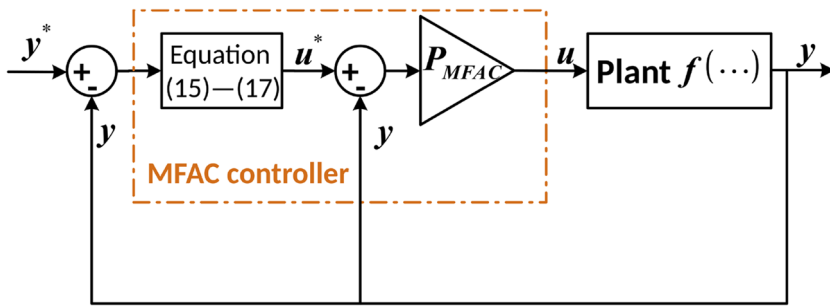 y*
+
-
y
Equation
(15)—(17)
u*
+
-
y
P_MFAC
u
Plant f(···)
y
MFAC controller